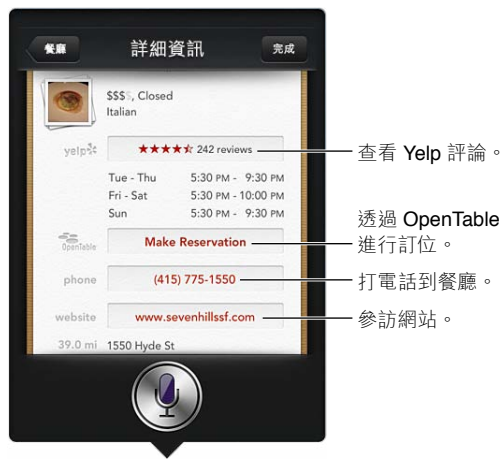 餐廳
詳細資訊
完成
$$$$, Closed
Italian
yelp
242 reviews
查看 Yelp 評論。
Tue - Thu 5:30 PM - 9:30 PM
Fri - Sat 5:30 PM - 10:00 PM
Sun 5:30 PM - 9:30 PM
OpenTable
Make Reservation
透過 OpenTable
進行訂位。
phone
(415) 775-1550
打電話到餐廳。
website
www.sevenhillssf.com
參訪網站。
39.0 mi 1550 Hyde St